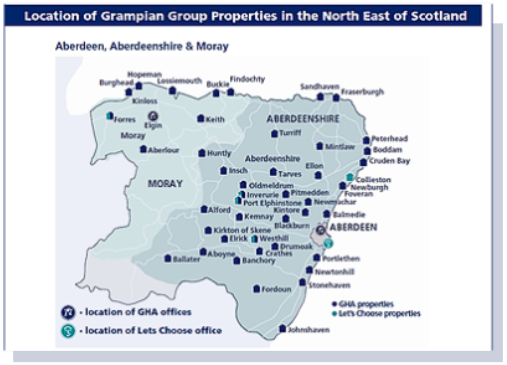 Location of Grampian Group Properties in the North East of Scotland
Aberdeen, Aberdeenshire & Moray
Hopeman
Burghead
Lossiemouth
Buckie
Findochty
Sandhaven
Fraserburgh
Kinloss
Forres
Elgin
Keith
ABERDEENSHIRE
Moray
Turriff
Peterhead
Aberlour
Huntly
Mintlaw
Boddam
Aberdeenshire
Cruden Bay
Insch
Tarves
Ellon
Collieston
MORAY
Oldmeldrum
Newburgh
Inverurie
Pitmedden
Foveran
Port Elphinstone
Newmachar
Alford
Kintore
Balmedie
Kemnay
Blackburn
ABERDEEN
Kirkton of Skene
Elrick
Westhill
Drumoak
Aboyne
Crathes
Portlethen
Ballater
Banchory
Newtonhill
Fordoun
Stonehaven
- location of GHA offices
GHA properties
Let's Choose properties
- location of Lets Choose office
Johnshaven